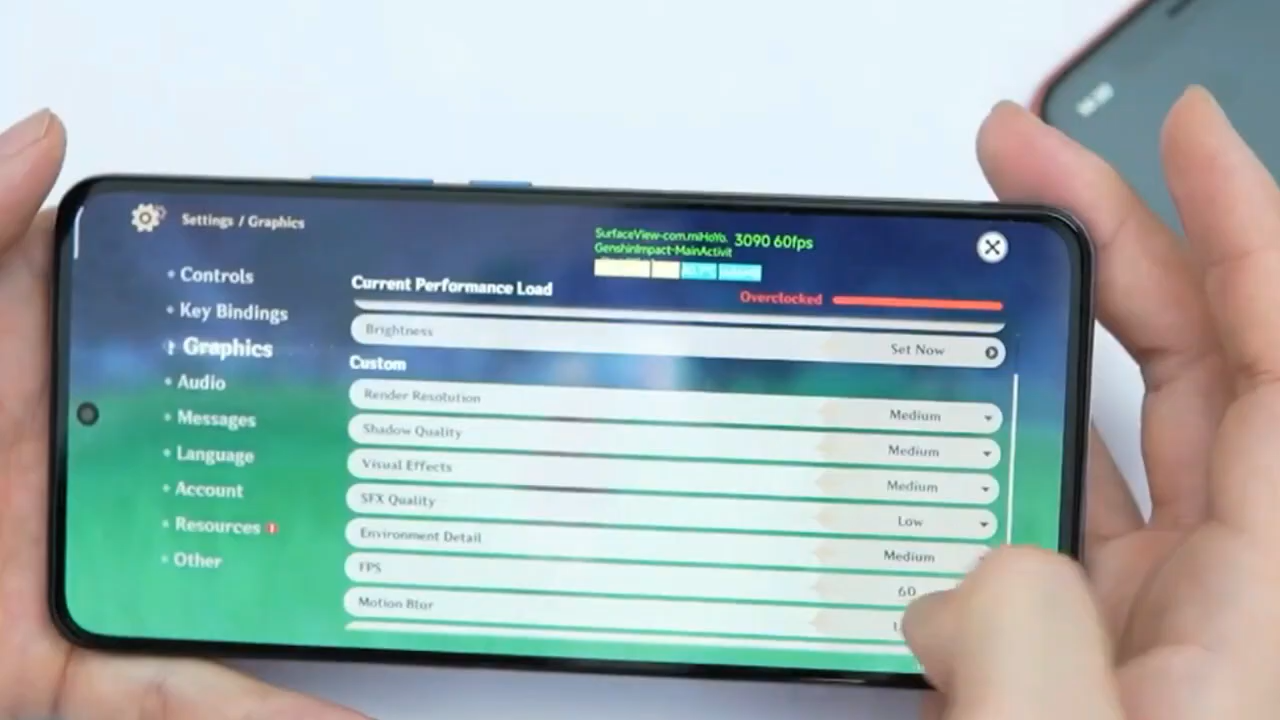 Settings / Graphics
SurfaceView-com.miHoYo.
GenshinImpact-MainActivit
3090 60fps
Controls
Key Bindings
Graphics
Audio
Messages
Language
Account
Resources
Other
Current Performance Load
Overclocked
Brightness
Set Now
Custom
Render Resolution
Medium
Shadow Quality
Medium
Visual Effects
Medium
SFX Quality
Low
Environment Detail
Medium
FPS
60
Motion Blur